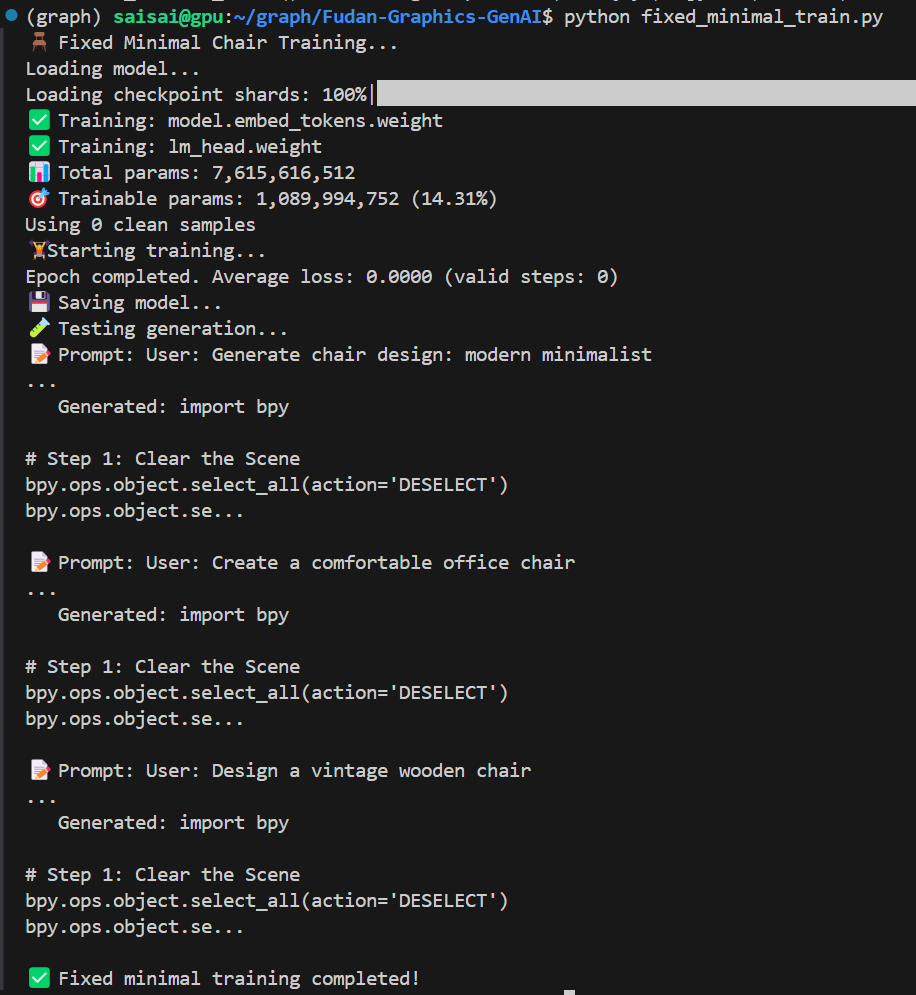 (graph) saisai@gpu:~/graph/Fudan-Graphics-GenAI$ python fixed_minimal_train.py
🪑 Fixed Minimal Chair Training...
Loading model...
Loading checkpoint shards: 100%|
✅ Training: model.embed_tokens.weight
✅ Training: lm_head.weight
📊 Total params: 7,615,616,512
🎯 Trainable params: 1,089,994,752 (14.31%)
Using 0 clean samples
🏋️Starting training...
Epoch completed. Average loss: 0.0000 (valid steps: 0)
💾 Saving model...
🧪 Testing generation...
📝 Prompt: User: Generate chair design: modern minimalist
...
   Generated: import bpy

# Step 1: Clear the Scene
bpy.ops.object.select_all(action='DESELECT')
bpy.ops.object.se...

📝 Prompt: User: Create a comfortable office chair
...
   Generated: import bpy

# Step 1: Clear the Scene
bpy.ops.object.select_all(action='DESELECT')
bpy.ops.object.se...

📝 Prompt: User: Design a vintage wooden chair
...
   Generated: import bpy

# Step 1: Clear the Scene
bpy.ops.object.select_all(action='DESELECT')
bpy.ops.object.se...

✅ Fixed minimal training completed!